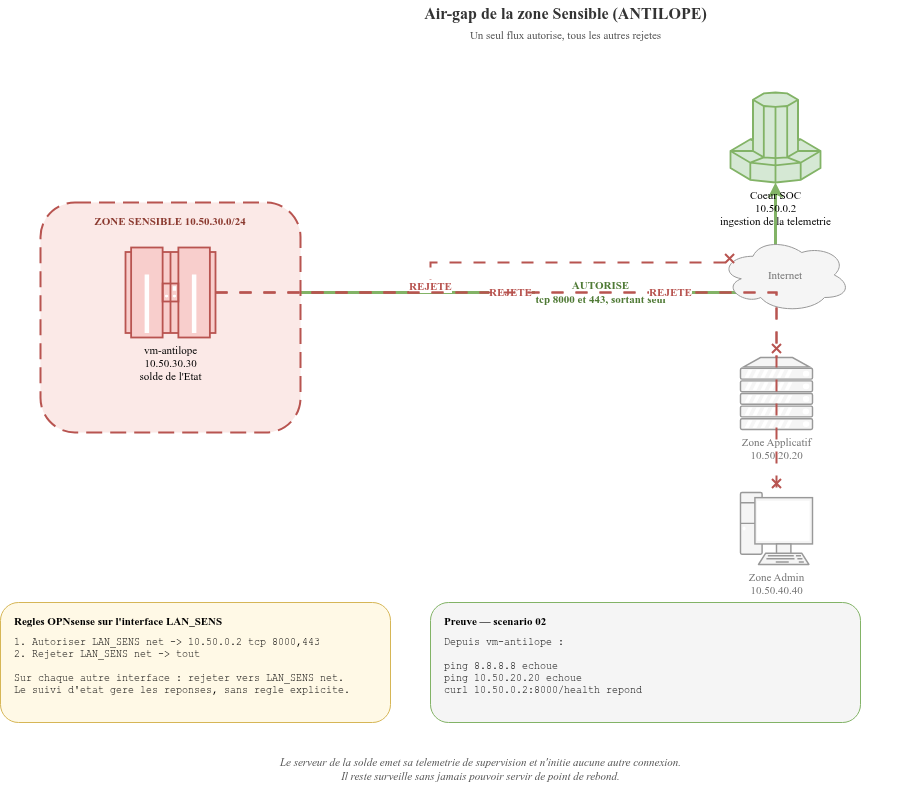 Air-gap de la zone Sensible (ANTILOPE)
Un seul flux autorise, tous les autres rejetes
Coeur SOC
10.50.0.2
ingestion de la telemetrie
ZONE SENSIBLE 10.50.30.0/24
Internet
REJETE
REJETE
AUTORISE
REJETE
tcp 8000 et 443, sortant seul
vm-antilope
10.50.30.30
solde de l'Etat
Zone Applicatif
10.50.20.20
Zone Admin
10.50.40.40
Regles OPNsense sur l'interface LAN_SENS
1. Autoriser LAN_SENS net -> 10.50.0.2 tcp 8000,443
2. Rejeter LAN_SENS net -> tout
Sur chaque autre interface : rejeter vers LAN_SENS net.
Le suivi d'etat gere les reponses, sans regle explicite.
Preuve — scenario 02
Depuis vm-antilope :
ping 8.8.8.8 echoue
ping 10.50.20.20 echoue
curl 10.50.0.2:8000/health repond
Le serveur de la solde emet sa telemetrie de supervision et n'initie aucune autre connexion.
Il reste surveille sans jamais pouvoir servir de point de rebond.